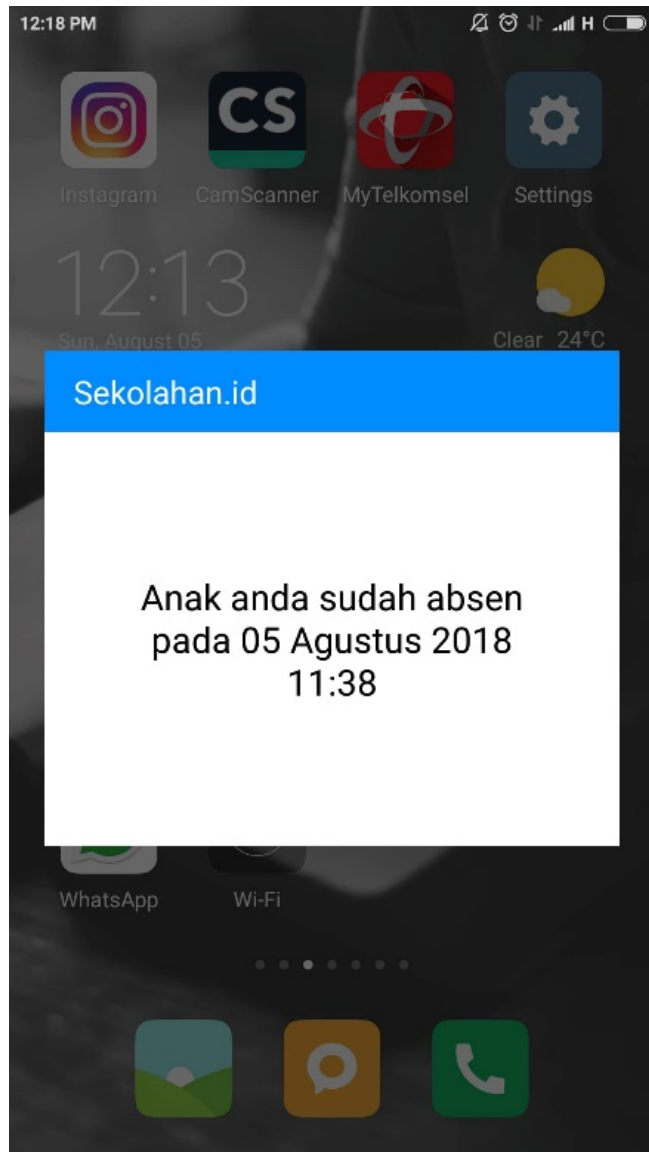 12:18 PM
H
CS
Instagram CamScanner MyTelkomsel Settings
12:13
Sun, August 05
Clear 24°C
Sekolahan.id
Anak anda sudah absen
pada 05 Agustus 2018
11:38
WhatsApp Wi-Fi